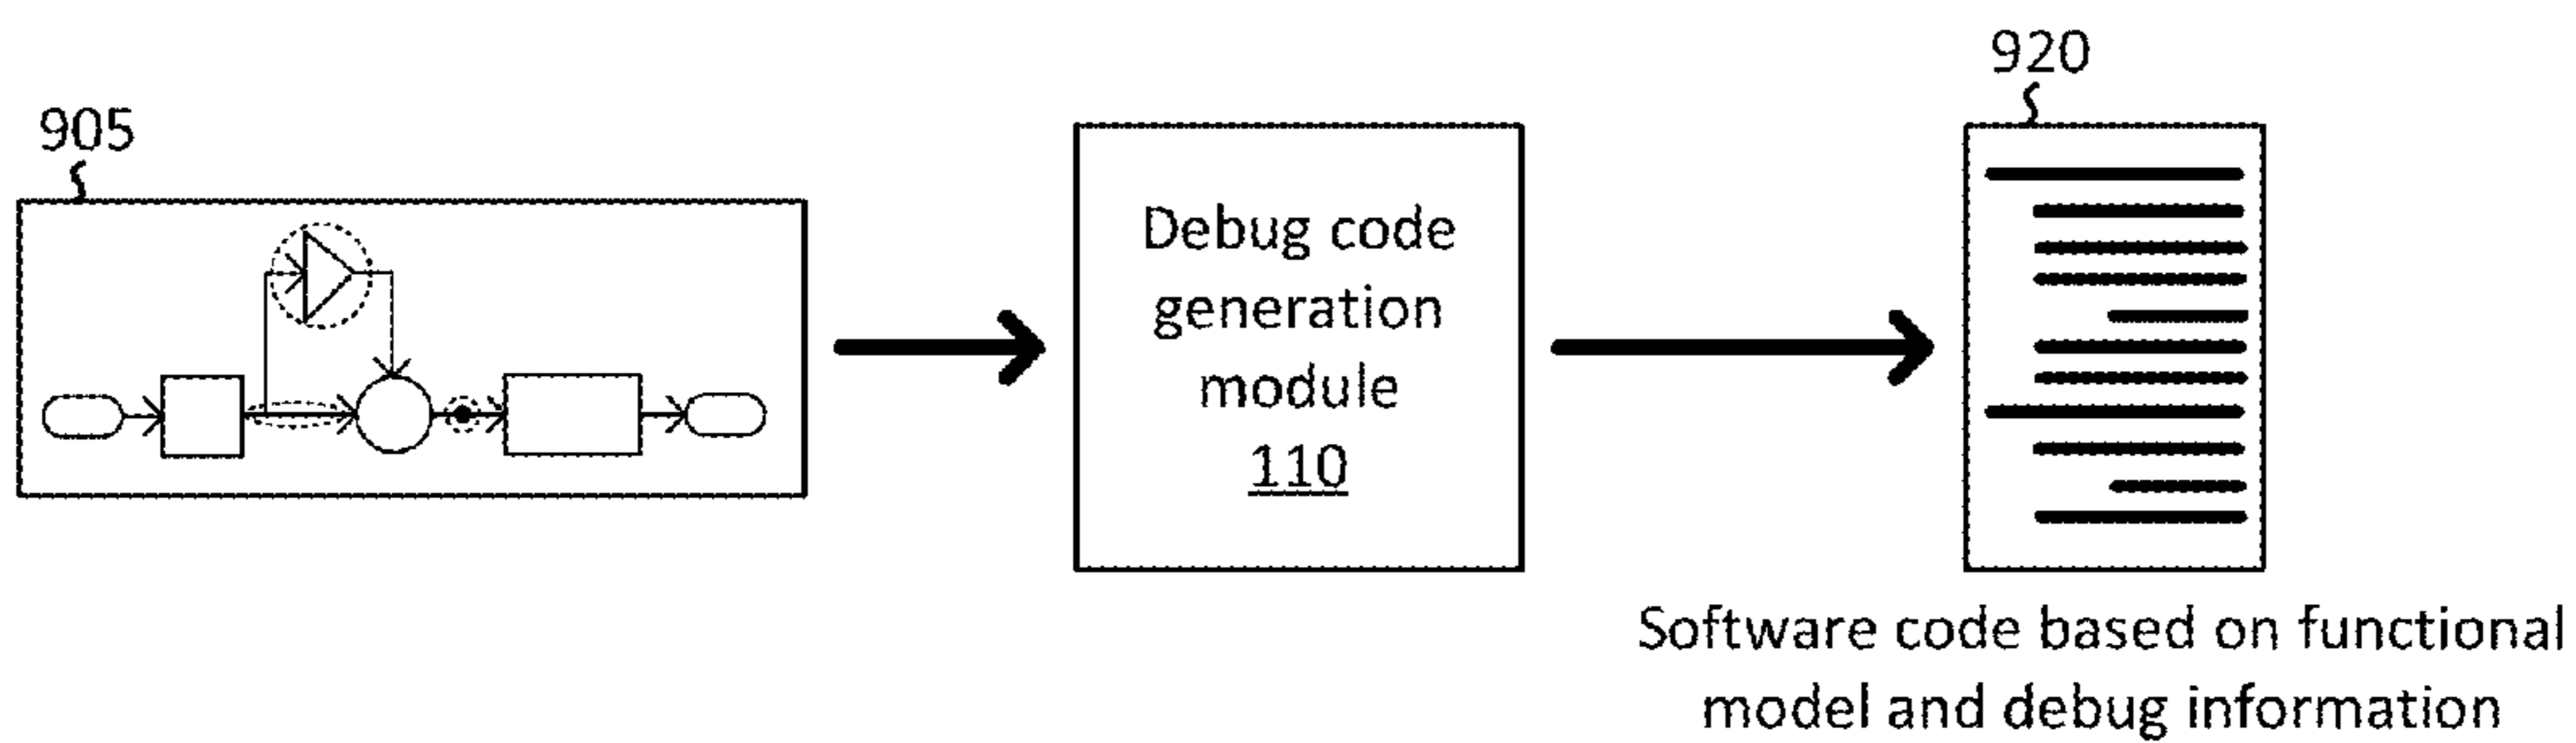 905
Debug code
generation
module
110
920
Software code based on functional
model and debug information